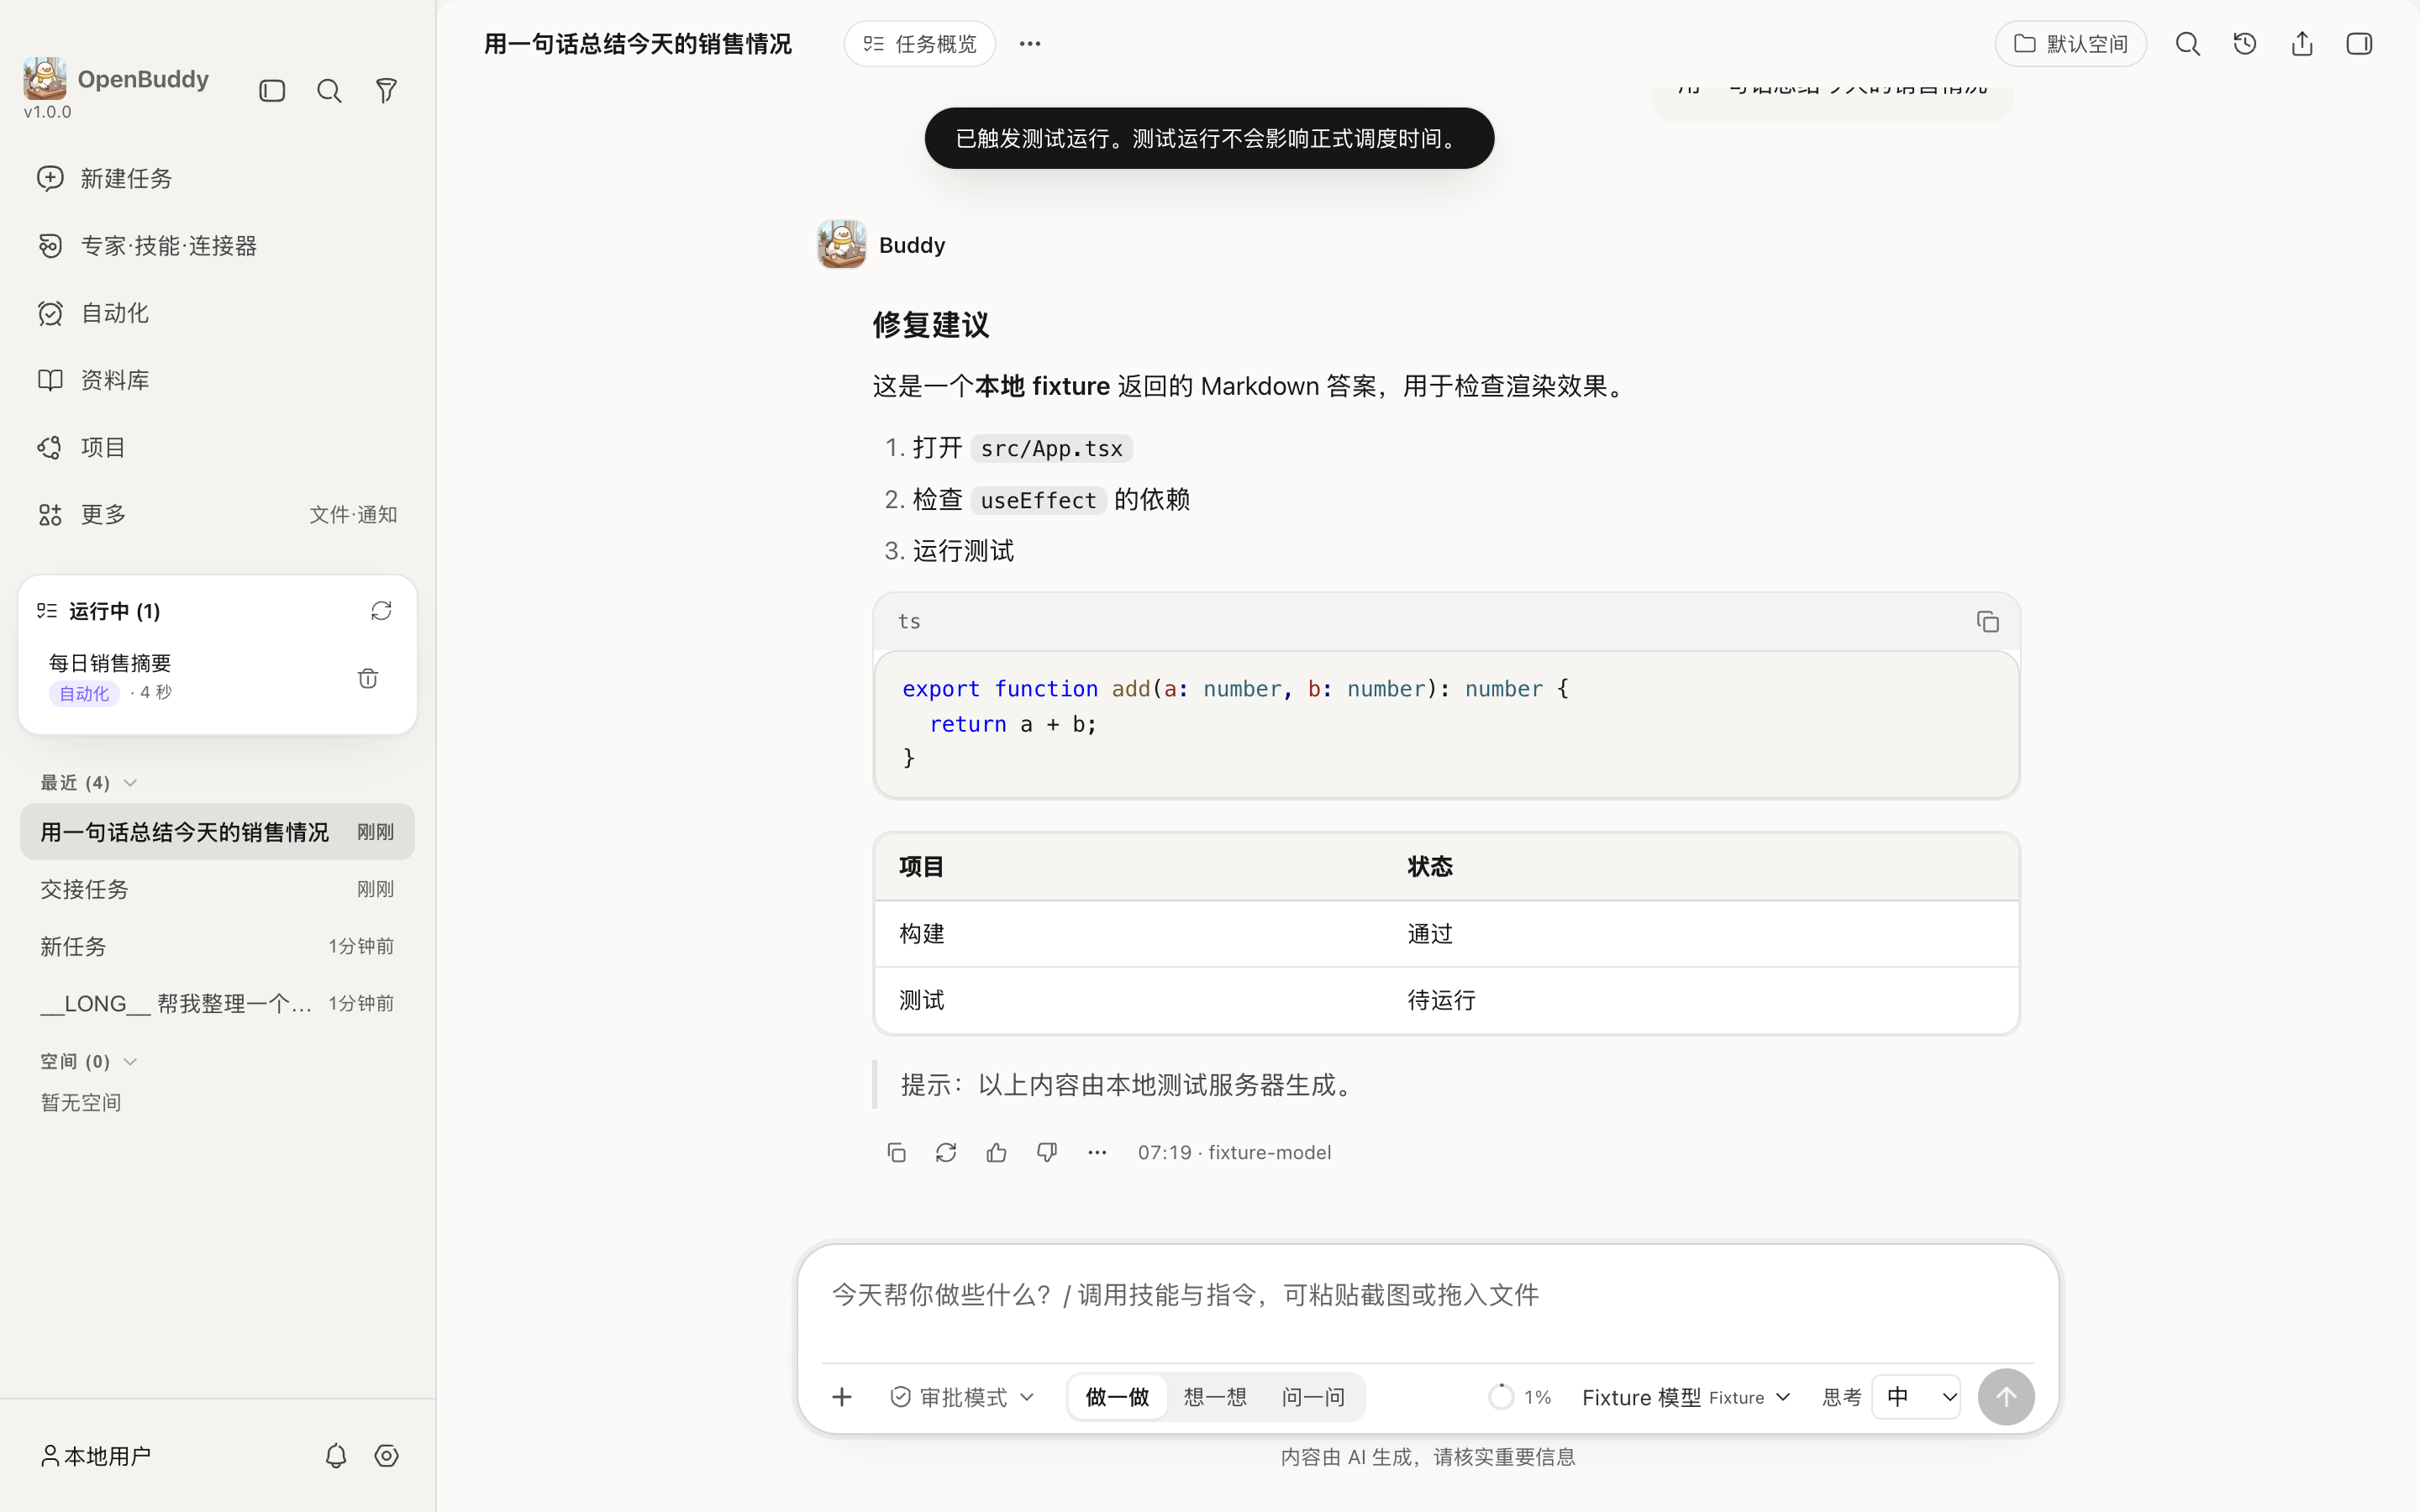 OpenBuddy
v1.0.0
新建任务
专家·技能·连接器
自动化
资料库
项目
更多 文件·通知
运行中 (1)
每日销售摘要
自动化 · 4 秒
最近 (4)
用一句话总结今天的销售情况 刚刚
交接任务 刚刚
新任务 1分钟前
__LONG__ 帮我整理一个… 1分钟前
空间 (0)
暂无空间
本地用户
用一句话总结今天的销售情况 任务概览 默认空间
用一句话总结今天的销售情况
已触发测试运行。测试运行不会影响正式调度时间。
Buddy
修复建议
这是一个本地 fixture 返回的 Markdown 答案，用于检查渲染效果。
1. 打开 src/App.tsx
2. 检查 useEffect 的依赖
3. 运行测试
ts
export function add(a: number, b: number): number {
  return a + b;
}
项目 状态
构建 通过
测试 待运行
提示：以上内容由本地测试服务器生成。
07:19 · fixture-model
今天帮你做些什么？/ 调用技能与指令，可粘贴截图或拖入文件
审批模式 做一做 想一想 问一问 1% Fixture 模型 Fixture 思考 中
内容由 AI 生成，请核实重要信息